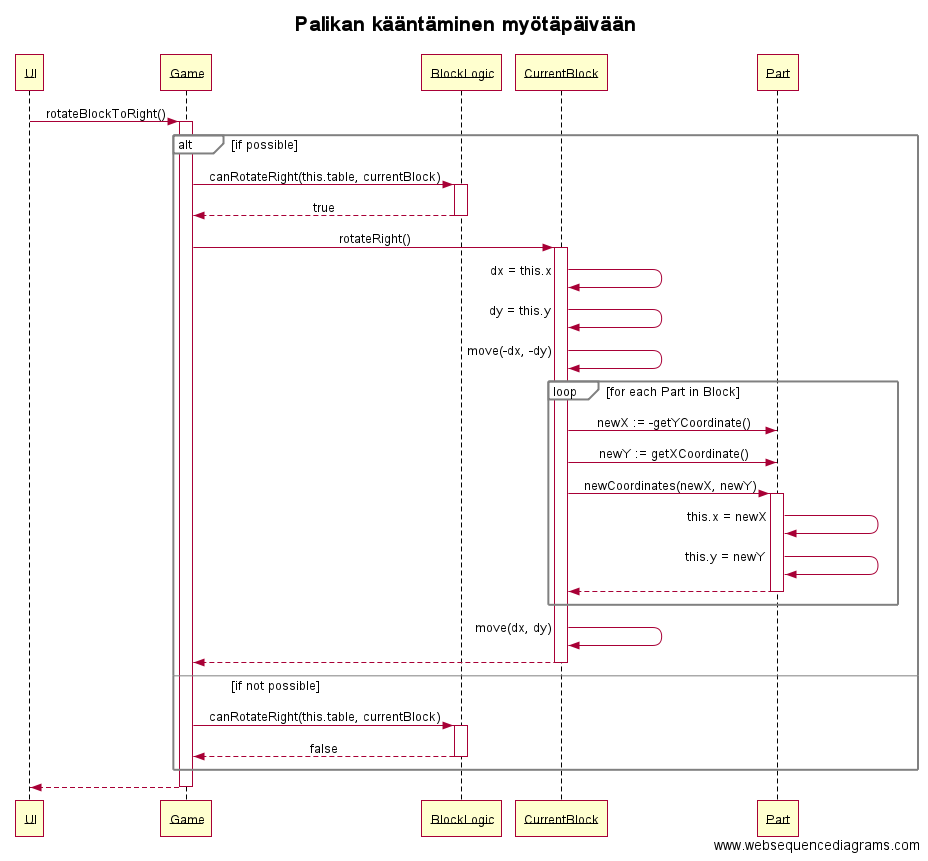 Palikan kääntäminen myötäpäivään
UI Game BlockLogic CurrentBlock Part
rotateBlockToRight()
alt [if possible]
canRotateRight(this.table, currentBlock)
true
rotateRight()
dx = this.x
dy = this.y
move(-dx, -dy)
loop [for each Part in Block]
newX := -getYCoordinate()
newY := getXCoordinate()
newCoordinates(newX, newY)
this.x = newX
this.y = newY
move(dx, dy)
[if not possible]
canRotateRight(this.table, currentBlock)
false
UI Game BlockLogic CurrentBlock Part
www.websequencediagrams.com